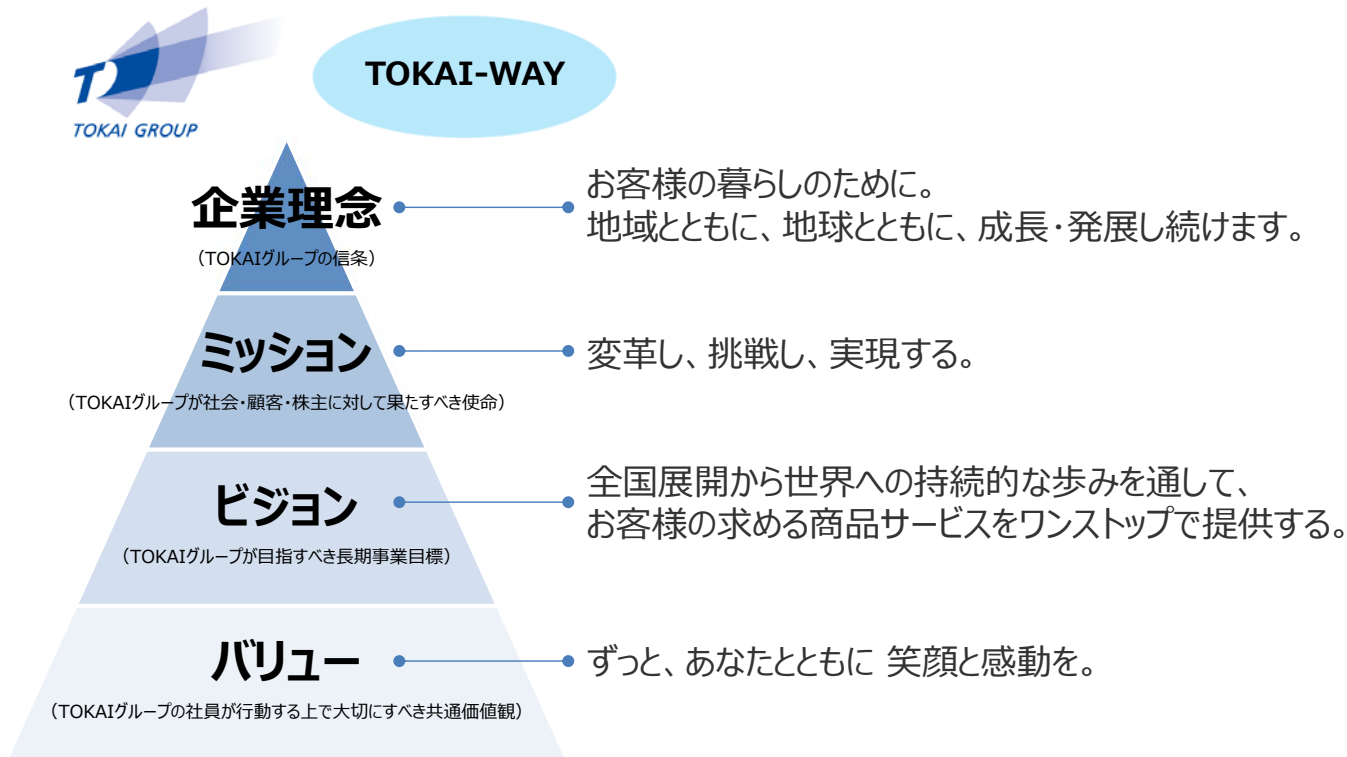 TOKAI GROUP
TOKAI-WAY
企業理念
（TOKAIグループの信条）
お客様の暮らしのために。
地域とともに、地球とともに、成長・発展し続けます。
ミッション
（TOKAIグループが社会・顧客・株主に対して果たすべき使命）
変革し、挑戦し、実現する。
ビジョン
（TOKAIグループが目指すべき長期事業目標）
全国展開から世界への持続的な歩みを通して、
お客様の求める商品サービスをワンストップで提供する。
バリュー
（TOKAIグループの社員が行動する上で大切にすべき共通価値観）
ずっと、あなたとともに 笑顔と感動を。